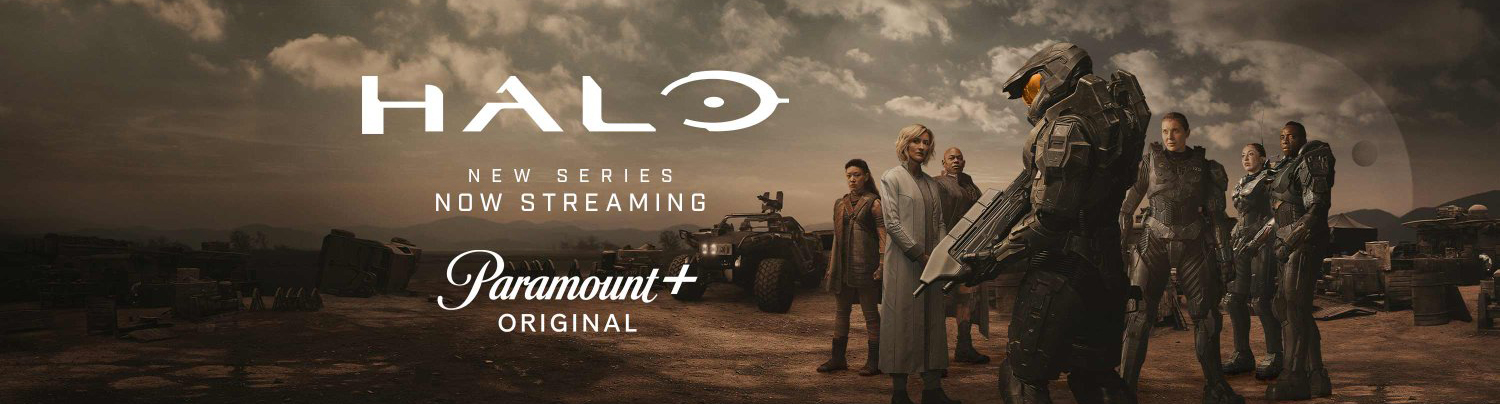 HALO
NEW SERIES
NOW STREAMING
Paramount+
ORIGINAL